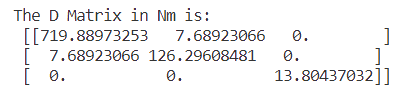 The D Matrix in Nm is:
[[719.88973253   7.68923066   0.        ]
[  7.68923066 126.29608481   0.        ]
[  0.           0.          13.80437032]]